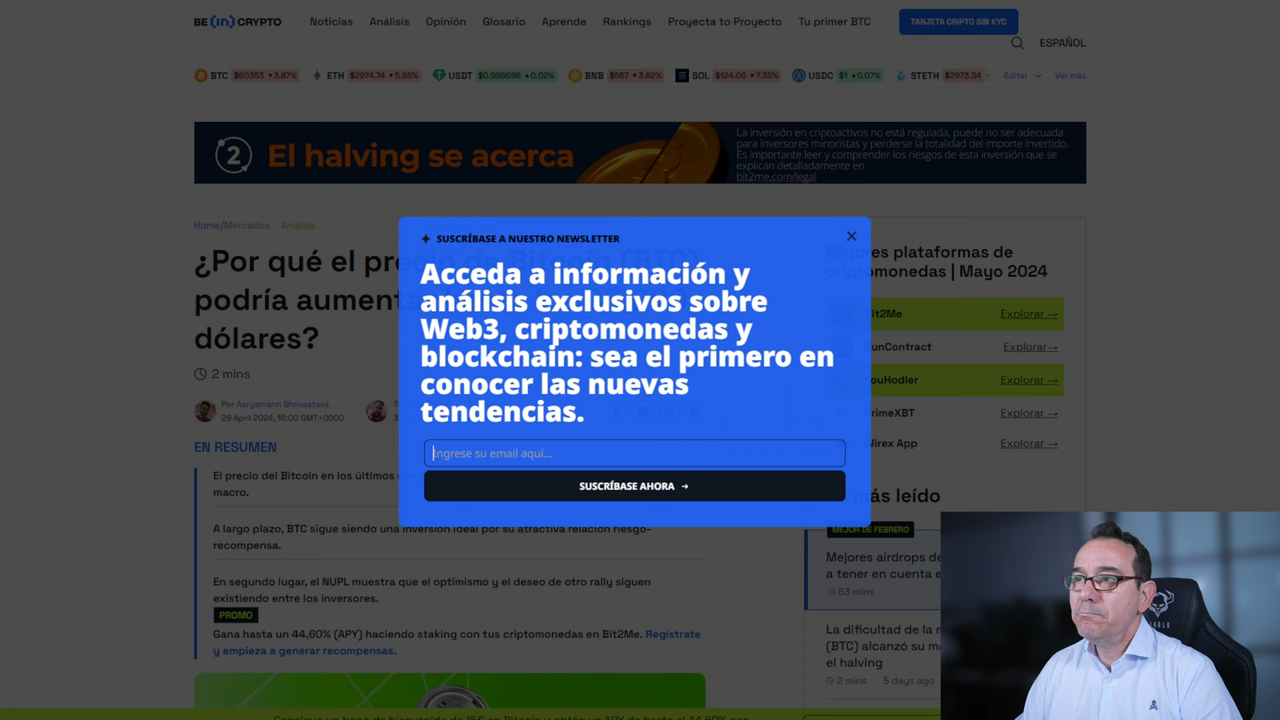 BE[IN]CRYPTO
Noticias Análisis Opinión Glosario Aprende Rankings Proyecta to Proyecto Tu primer BTC
TARJETA CRIPTO SIN KYC
ESPAÑOL
BTC $60353 ▼3.87% ETH $2974.74 ▼5.95% USDT $0.998698 ▲0.02% BNB $567 ▼3.82% SOL $124.06 ▼7.35% USDC $1 ▲0.07% STETH $2973.54
Editar Ver más
2 El halving se acerca
La inversión en criptoactivos no está regulada, puede no ser adecuada
para inversores minoristas y perderse la totalidad del importe invertido.
Es importante leer y comprender los riesgos de esta inversión que se
explican detalladamente en
bit2me.com/legal
Home/Mercados Análisis
¿Por qué el precio de Bitcoin (BTC)
podría aument
dólares?
2 mins
Por Aaryamann Shrivastava
29 April 2024, 16:00 GMT+0000
EN RESUMEN
El precio del Bitcoin en los últimos
macro.
A largo plazo, BTC sigue siendo una inversión ideal por su atractiva relación riesgo-
recompensa.
En segundo lugar, el NUPL muestra que el optimismo y el deseo de otro rally siguen
existiendo entre los inversores.
PROMO
Gana hasta un 44,60% (APY) haciendo staking con tus criptomonedas en Bit2Me. Regístrate
y empieza a generar recompensas.
✦ SUSCRÍBASE A NUESTRO NEWSLETTER
Acceda a información y
análisis exclusivos sobre
Web3, criptomonedas y
blockchain: sea el primero en
conocer las nuevas
tendencias.
Ingrese su email aquí...
SUSCRÍBASE AHORA →
Mejores plataformas de
criptomonedas | Mayo 2024
Bit2Me Explorar →
SunContract Explorar→
YouHodler Explorar →
PrimeXBT Explorar →
Wirex App Explorar →
más leído
MEJOR DE FEBRERO
Mejores airdrops de
a tener en cuenta e
63 mins
La dificultad de la
(BTC) alcanzó su
el halving
2 mins 5 days ago